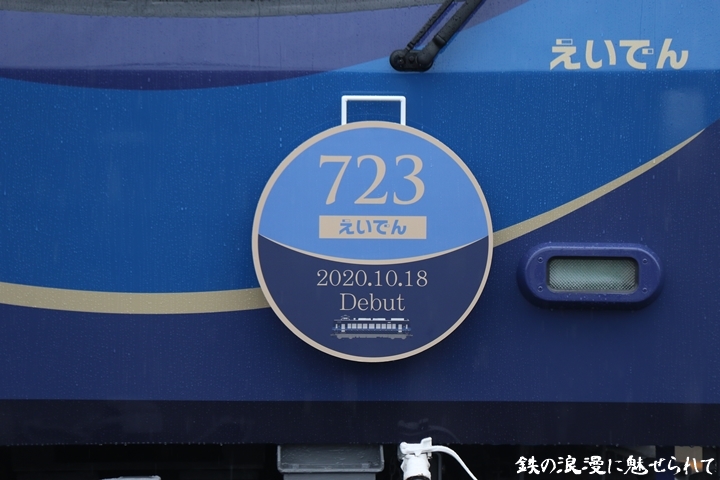 えいでん
723
えいでん
2020.10.18
Debut
鉄の浪漫に魅せられて